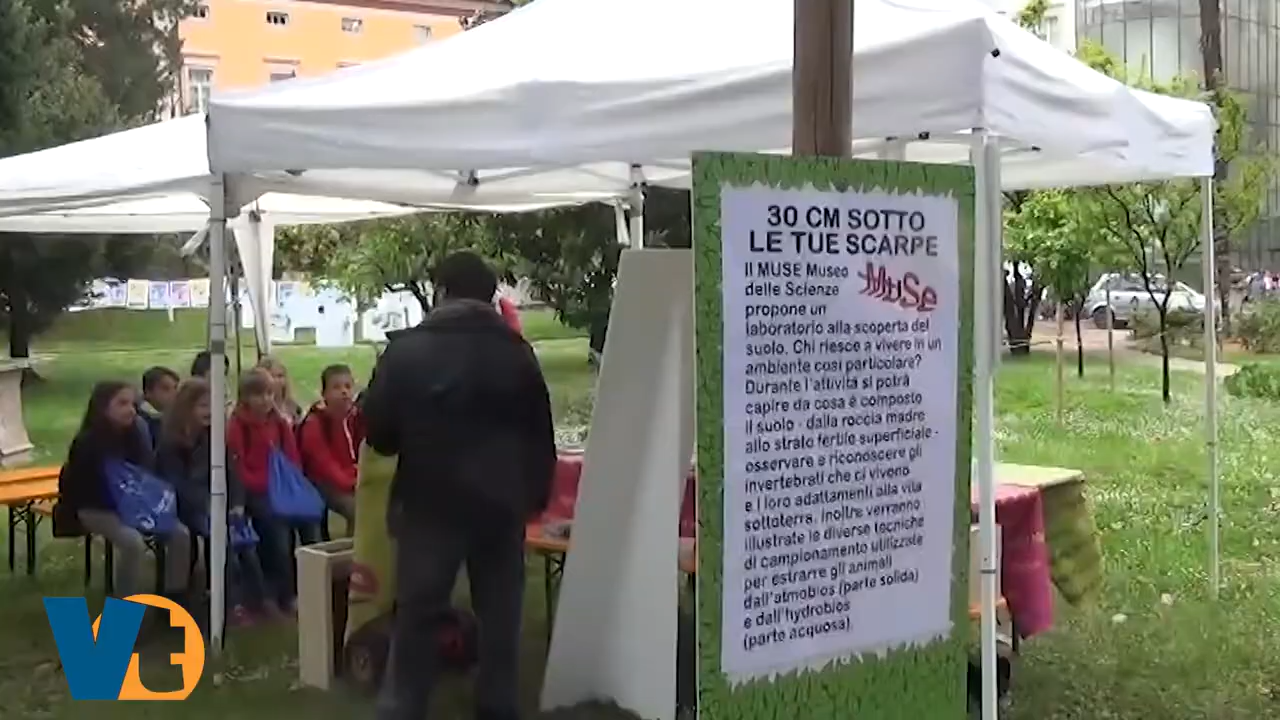 30 CM SOTTO
LE TUE SCARPE
Il MUSE Museo
delle Scienze
MUSe
propone un
laboratorio alla scoperta del
suolo. Chi riesce a vivere in un
ambiente così particolare?
Durante l'attività si potrà
capire da cosa è composto
il suolo - dalla roccia madre
allo strato fertile superficiale -
osservare e riconoscere gli
invertebrati che ci vivono
e i loro adattamenti alla vita
sottoterra. Inoltre verranno
illustrate le diverse tecniche
di campionamento utilizzate
per estrarre gli animali
dall'atmobios (parte solida)
e dall'hydrobios
(parte acquosa).
VT